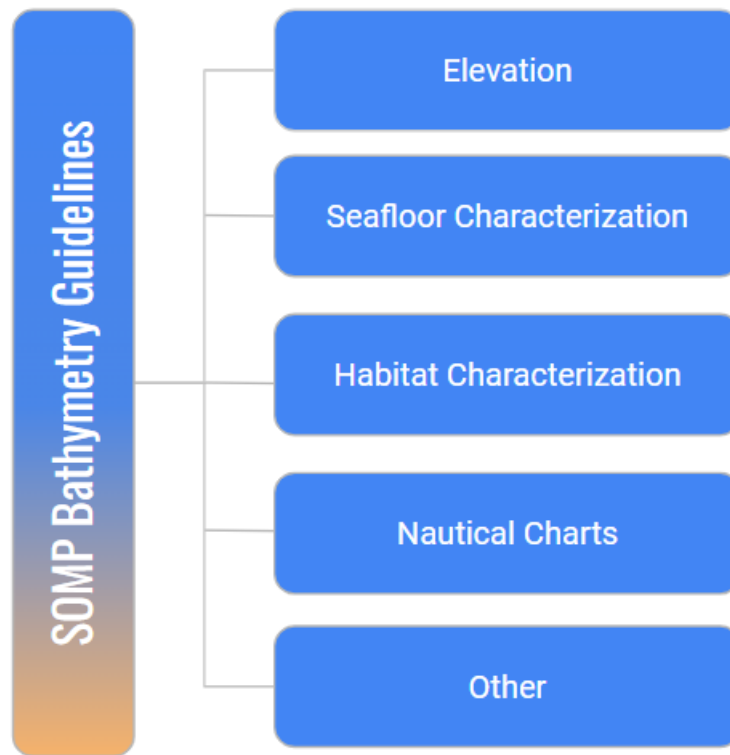 SOMP Bathymetry Guidelines
Elevation
Seafloor Characterization
Habitat Characterization
Nautical Charts
Other